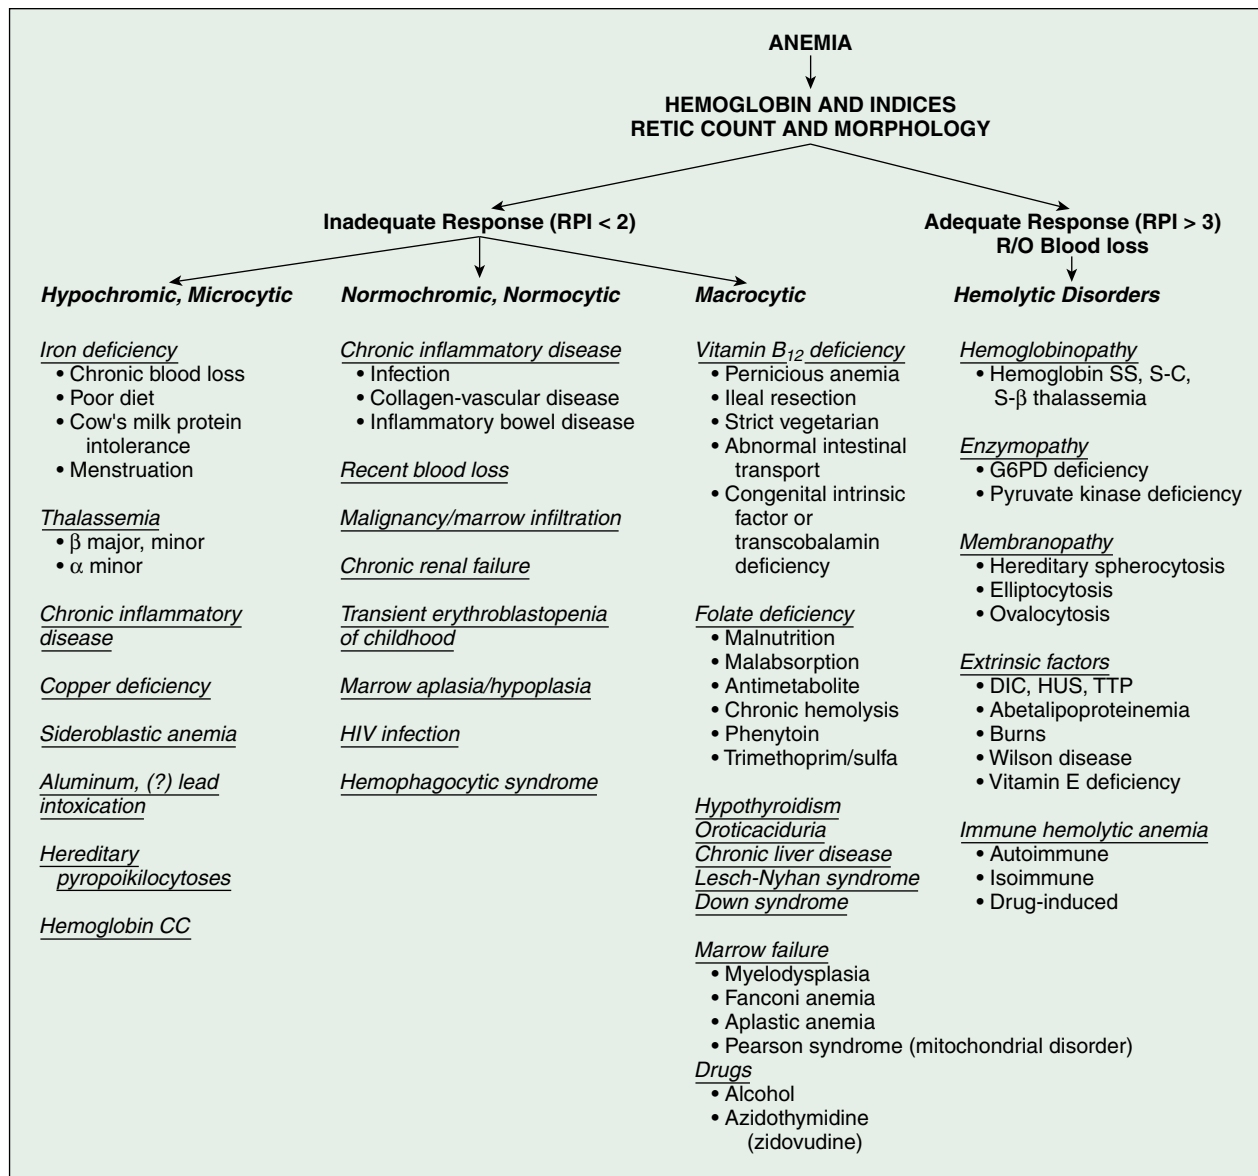 ANEMIA
HEMOGLOBIN AND INDICES
RETIC COUNT AND MORPHOLOGY
Inadequate Response (RPI < 2)
Adequate Response (RPI > 3)
R/O Blood loss
Hypochromic, Microcytic
Iron deficiency
• Chronic blood loss
• Poor diet
• Cow's milk protein
intolerance
• Menstruation
Thalassemia
• β major, minor
• α minor
Chronic inflammatory
disease
Copper deficiency
Sideroblastic anemia
Aluminum, (?) lead
intoxication
Hereditary
pyropoikilocytoses
Hemoglobin CC
Normochromic, Normocytic
Chronic inflammatory disease
• Infection
• Collagen-vascular disease
• Inflammatory bowel disease
Recent blood loss
Malignancy/marrow infiltration
Chronic renal failure
Transient erythroblastopenia
of childhood
Marrow aplasia/hypoplasia
HIV infection
Hemophagocytic syndrome
Macrocytic
Vitamin B12 deficiency
• Pernicious anemia
• Ileal resection
• Strict vegetarian
• Abnormal intestinal
transport
• Congenital intrinsic
factor or
transcobalamin
deficiency
Folate deficiency
• Malnutrition
• Malabsorption
• Antimetabolite
• Chronic hemolysis
• Phenytoin
• Trimethoprim/sulfa
Hypothyroidism
Oroticaciduria
Chronic liver disease
Lesch-Nyhan syndrome
Down syndrome
Marrow failure
• Myelodysplasia
• Fanconi anemia
• Aplastic anemia
• Pearson syndrome (mitochondrial disorder)
Drugs
• Alcohol
• Azidothymidine
(zidovudine)
Hemolytic Disorders
Hemoglobinopathy
• Hemoglobin SS, S-C,
S-β thalassemia
Enzymopathy
• G6PD deficiency
• Pyruvate kinase deficiency
Membranopathy
• Hereditary spherocytosis
• Elliptocytosis
• Ovalocytosis
Extrinsic factors
• DIC, HUS, TTP
• Abetalipoproteinemia
• Burns
• Wilson disease
• Vitamin E deficiency
Immune hemolytic anemia
• Autoimmune
• Isoimmune
• Drug-induced